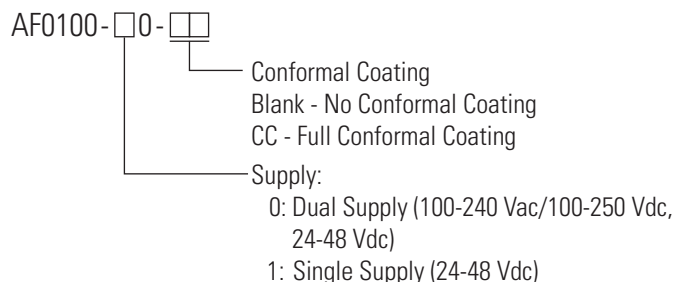 AF0100-□0-□□
Conformal Coating
Blank - No Conformal Coating
CC - Full Conformal Coating
Supply:
0: Dual Supply (100-240 Vac/100-250 Vdc,
24-48 Vdc)
1: Single Supply (24-48 Vdc)